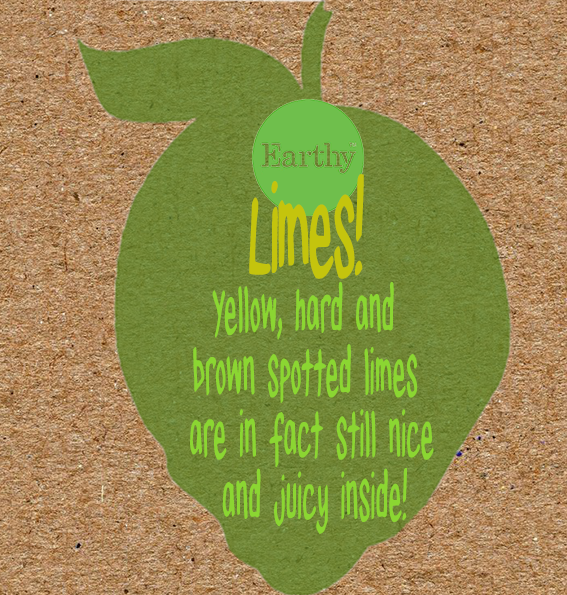 Earthy
Limes!
Yellow, hard and
brown spotted limes
are in fact still nice
and juicy inside!